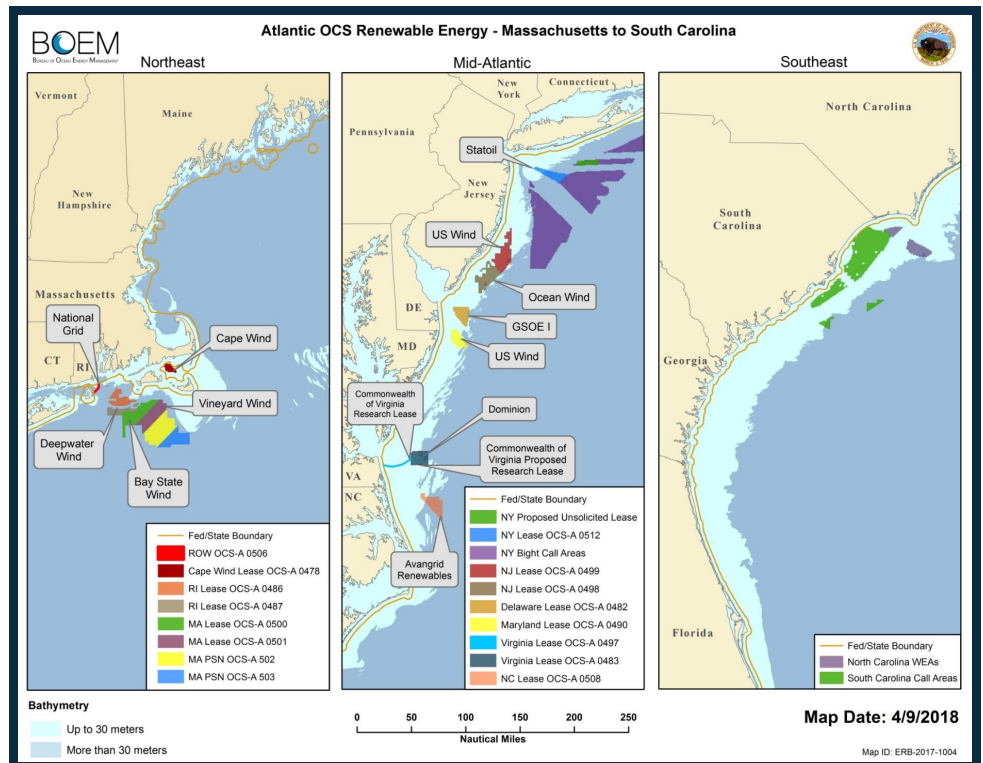 Atlantic OCS Renewable Energy - Massachusetts to South Carolina
BOEM
BUREAU OF OCEAN ENERGY MANAGEMENT
Northeast
Vermont
Maine
New
Hampshire
Massachusetts
National
Grid
CT
RI
Cape Wind
Vineyard Wind
Deepwater
Wind
Bay State
Wind
Fed/State Boundary
ROW OCS-A 0506
Cape Wind Lease OCS-A 0478
RI Lease OCS-A 0486
RI Lease OCS-A 0487
MA Lease OCS-A 0500
MA Lease OCS-A 0501
MA PSN OCS-A 502
MA PSN OCS-A 503
Mid-Atlantic
New
York
Connecticut
Pennsylvania
Statoil
New
Jersey
US Wind
Ocean Wind
DE
GSOE I
MD
US Wind
Commonwealth
of Virginia
Research Lease
Dominion
Commonwealth of
Virginia Proposed
Research Lease
VA
NC
Avangrid
Renewables
Fed/State Boundary
NY Proposed Unsolicited Lease
NY Lease OCS-A 0512
NY Bight Call Areas
NJ Lease OCS-A 0499
NJ Lease OCS-A 0498
Delaware Lease OCS-A 0482
Maryland Lease OCS-A 0490
Virginia Lease OCS-A 0497
Virginia Lease OCS-A 0483
NC Lease OCS-A 0508
Southeast
North Carolina
South
Carolina
Georgia
Florida
Fed/State Boundary
North Carolina WEAs
South Carolina Call Areas
Bathymetry
Up to 30 meters
More than 30 meters
0 50 100 150 200 250
Nautical Miles
Map Date: 4/9/2018
Map ID: ERB-2017-1004